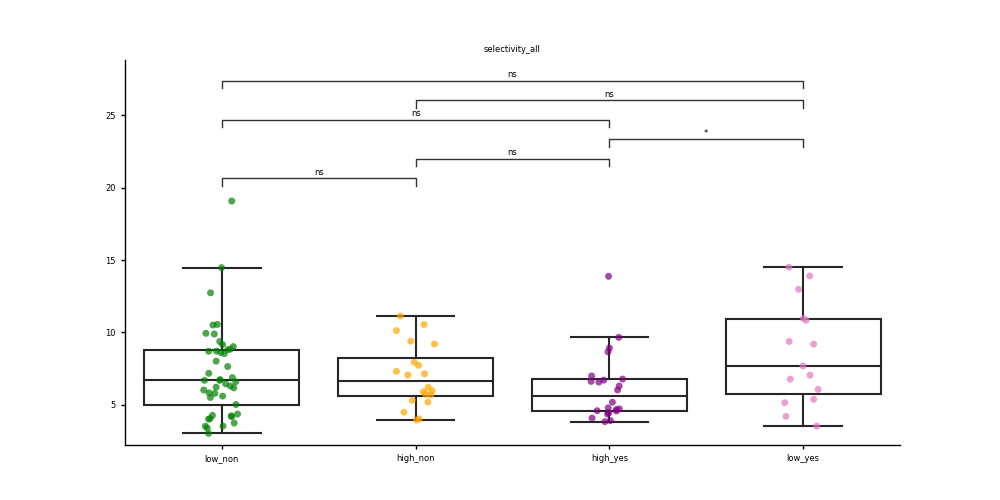 selectivity_all
ns
ns
ns
*
ns
ns
25
20
15
10
5
low_non
high_non
high_yes
low_yes